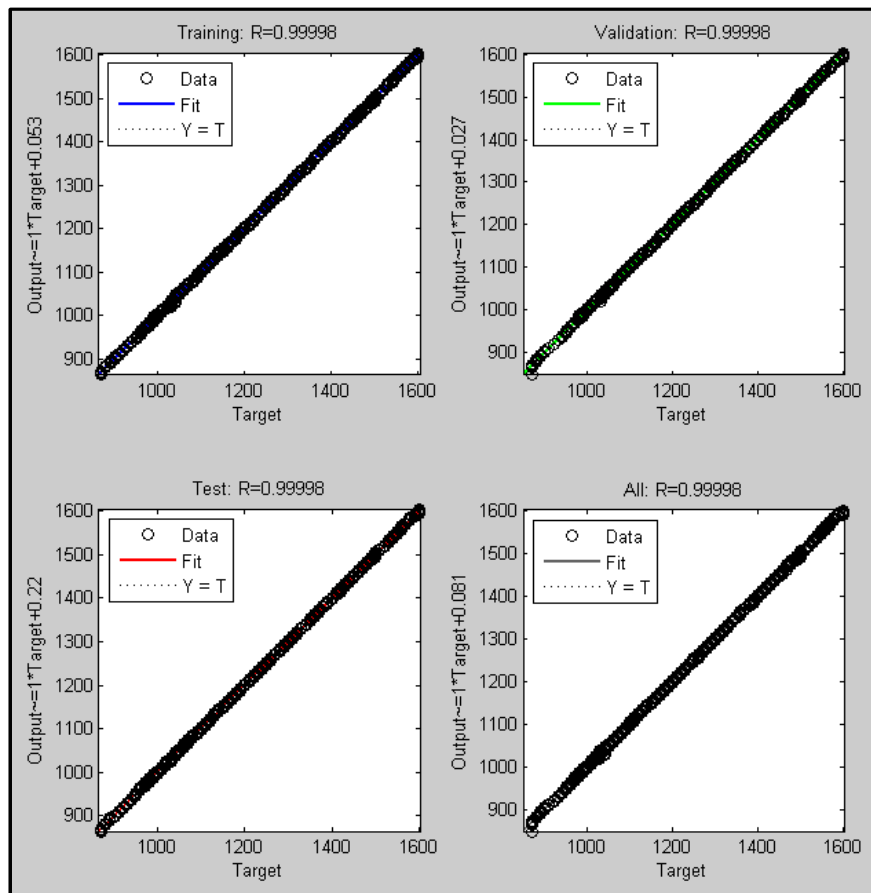 Training: R=0.99998
Output~=1*Target+0.053
1600
1500
1400
1300
1200
1100
1000
900
Data
Fit
Y = T
1000 1200 1400 1600
Target
Validation: R=0.99998
Output~=1*Target+0.027
1600
1500
1400
1300
1200
1100
1000
900
Data
Fit
Y = T
1000 1200 1400 1600
Target
Test: R=0.99998
Output~=1*Target+0.22
1600
1500
1400
1300
1200
1100
1000
900
Data
Fit
Y = T
1000 1200 1400 1600
Target
All: R=0.99998
Output~=1*Target+0.081
1600
1500
1400
1300
1200
1100
1000
900
Data
Fit
Y = T
1000 1200 1400 1600
Target